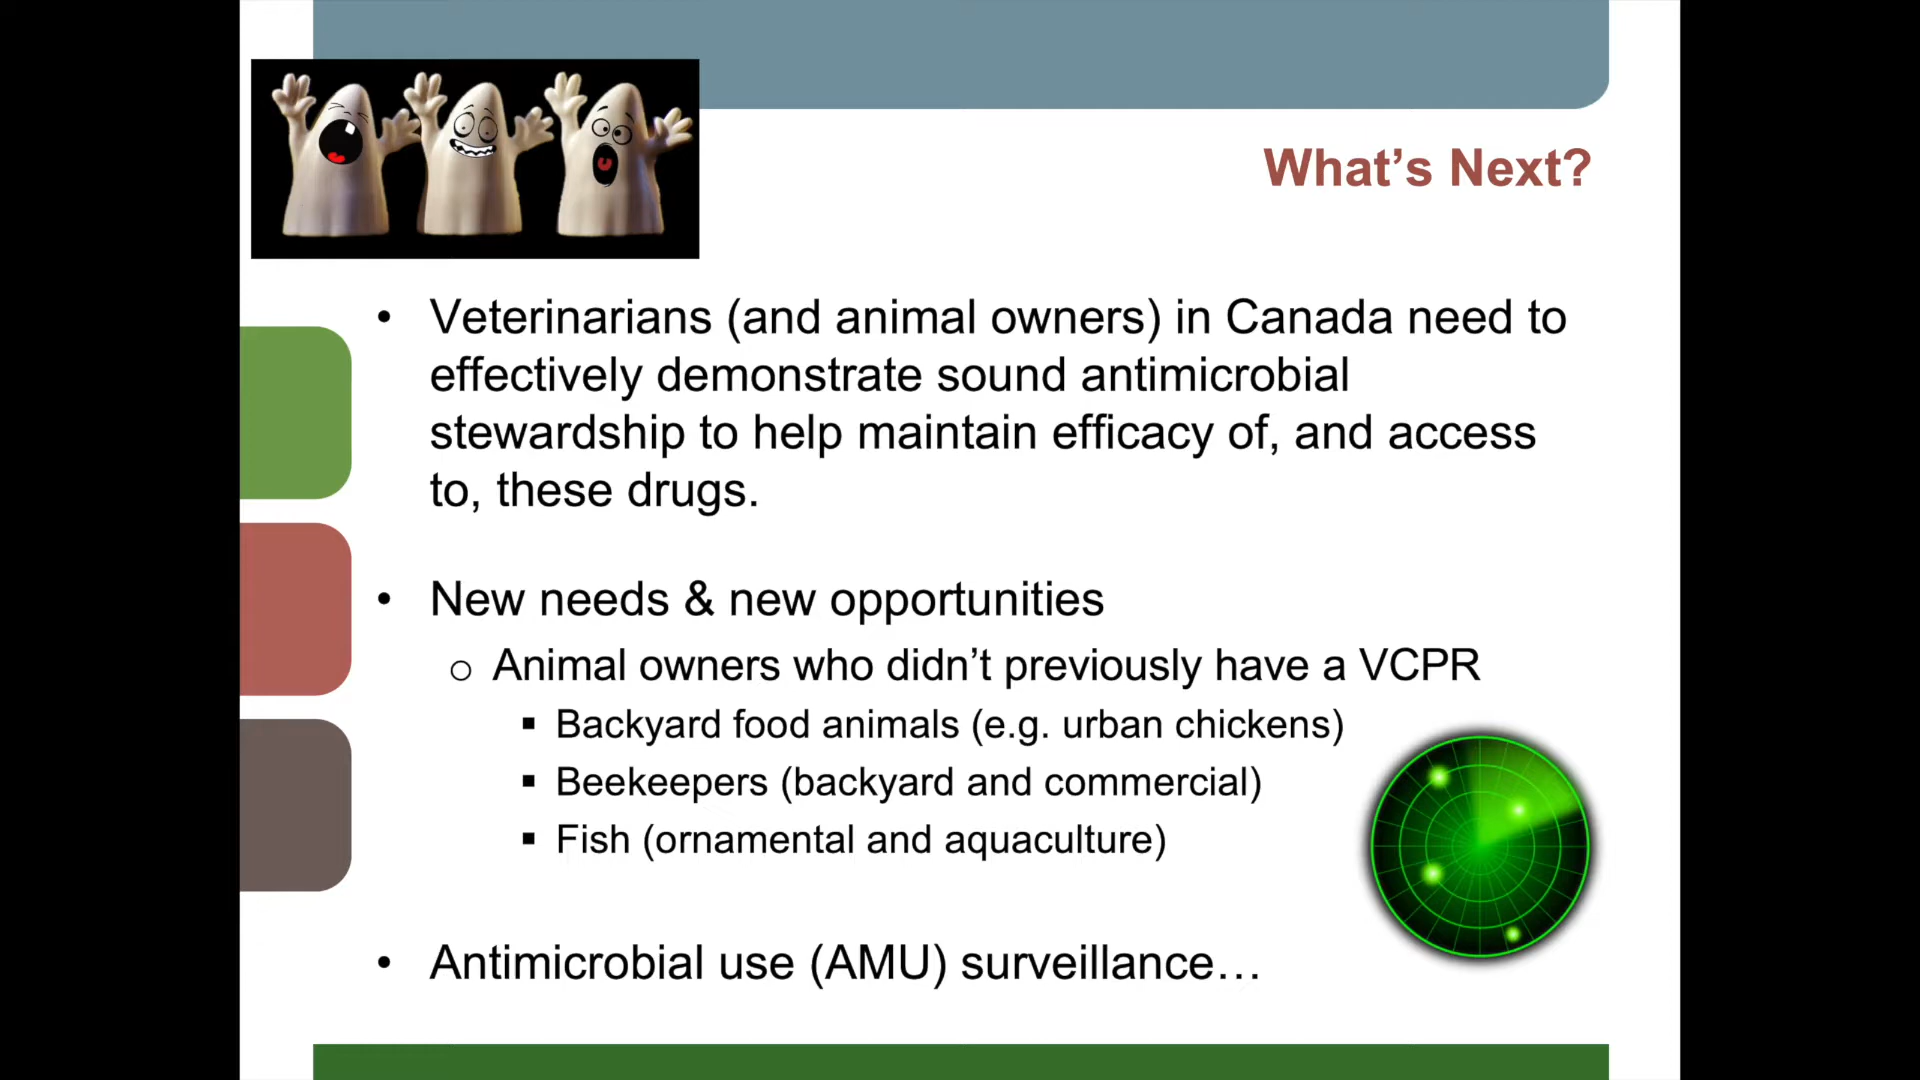 What’s Next?
• Veterinarians (and animal owners) in Canada need to
effectively demonstrate sound antimicrobial
stewardship to help maintain efficacy of, and access
to, these drugs.
• New needs & new opportunities
o Animal owners who didn’t previously have a VCPR
▪ Backyard food animals (e.g. urban chickens)
▪ Beekeepers (backyard and commercial)
▪ Fish (ornamental and aquaculture)
• Antimicrobial use (AMU) surveillance…